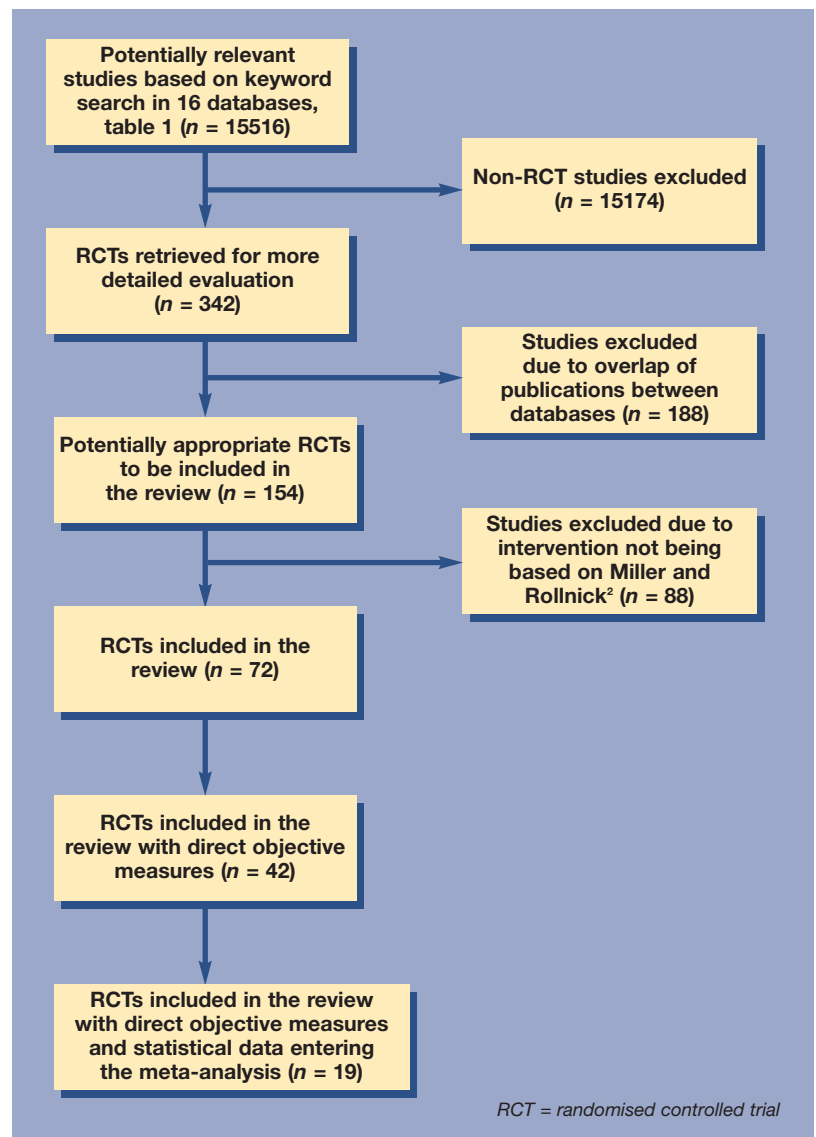 Potentially relevant
studies based on keyword
search in 16 databases,
table 1 (n = 15516)
Non-RCT studies excluded
(n = 15174)
RCTs retrieved for more
detailed evaluation
(n = 342)
Studies excluded
due to overlap of
publications between
databases (n = 188)
Potentially appropriate RCTs
to be included in
the review (n = 154)
Studies excluded due to
intervention not being
based on Miller and
Rollnick² (n = 88)
RCTs included in the
review (n = 72)
RCTs included in the
review with direct objective
measures (n = 42)
RCTs included in the review
with direct objective measures
and statistical data entering
the meta-analysis (n = 19)
RCT = randomised controlled trial